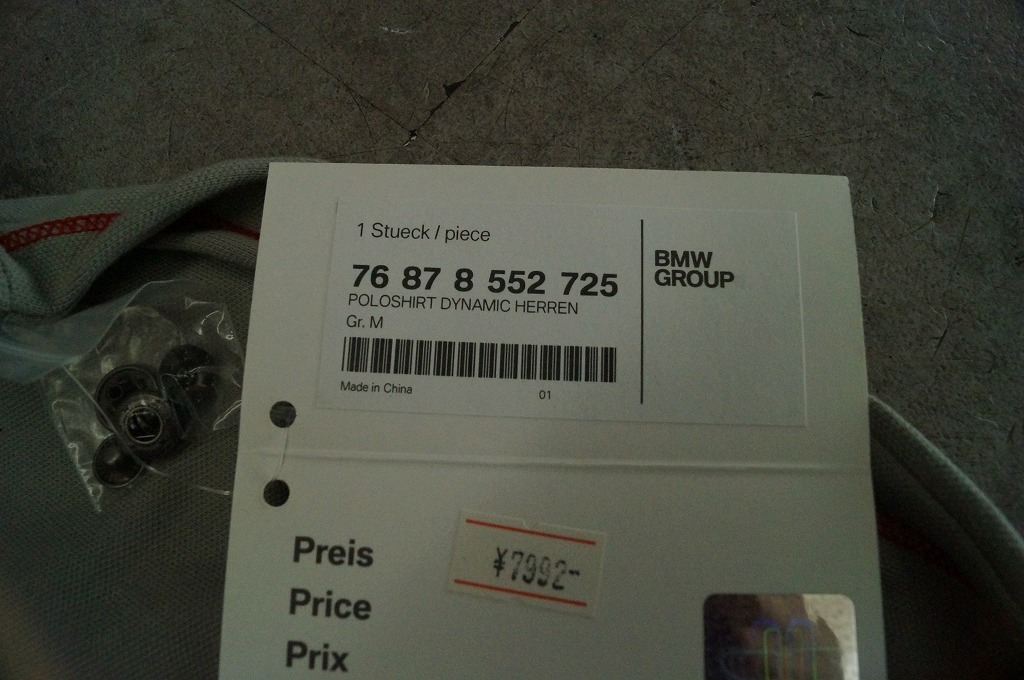 1 Stueck / piece
76 87 8 552 725
POLOSHIRT DYNAMIC HERREN
Gr. M
Made in China 01
BMW
GROUP
Preis
Price
Prix
¥7992-